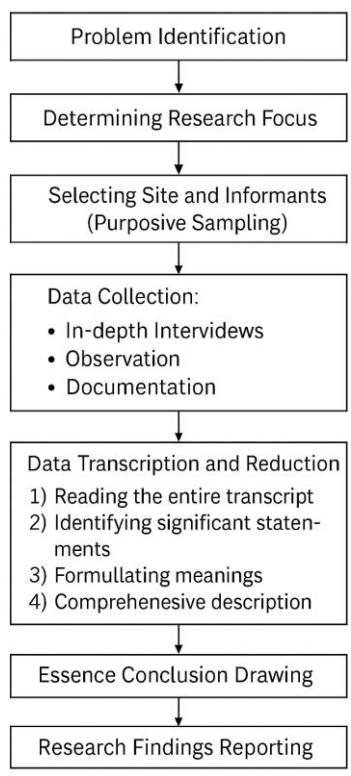 Problem Identification
Determining Research Focus
Selecting Site and Informants
(Purposive Sampling)
Data Collection:
• In-depth Intervidews
• Observation
• Documentation
Data Transcription and Reduction
1) Reading the entire transcript
2) Identifying significant staten-
ments
3) Formullating meanings
4) Comprehenesive description
Essence Conclusion Drawing
Research Findings Reporting